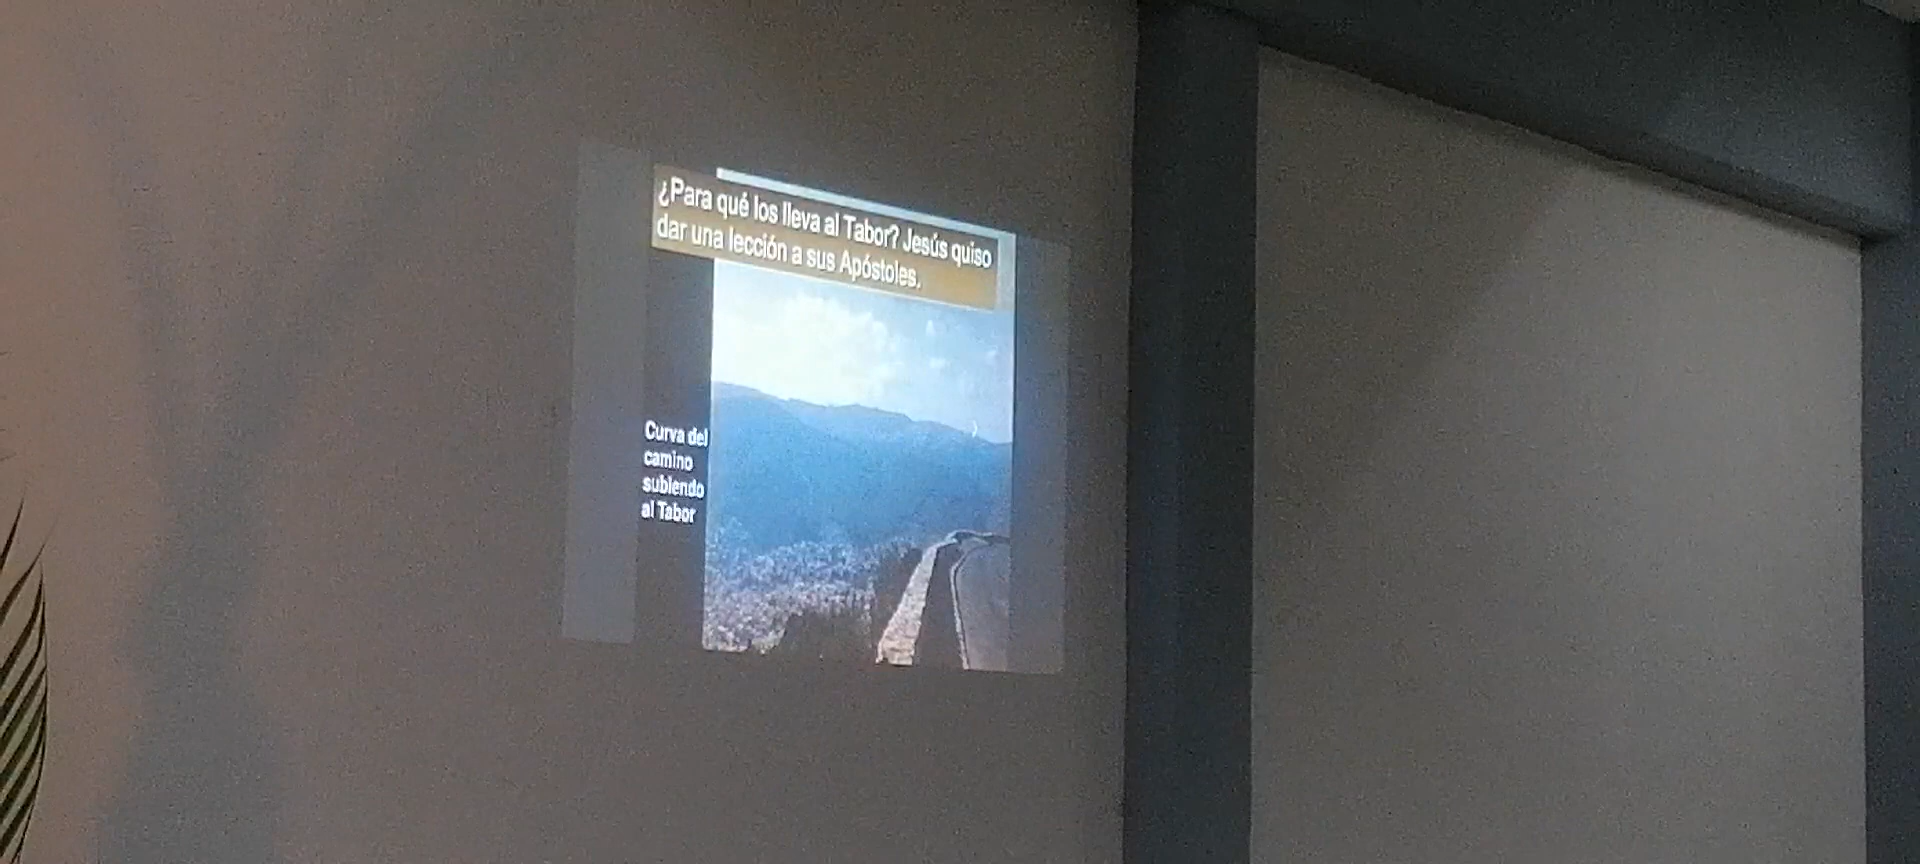 ¿Para qué los lleva al Tabor? Jesús quiso
dar una lección a sus Apóstoles.
Curva del
camino
subiendo
al Tabor